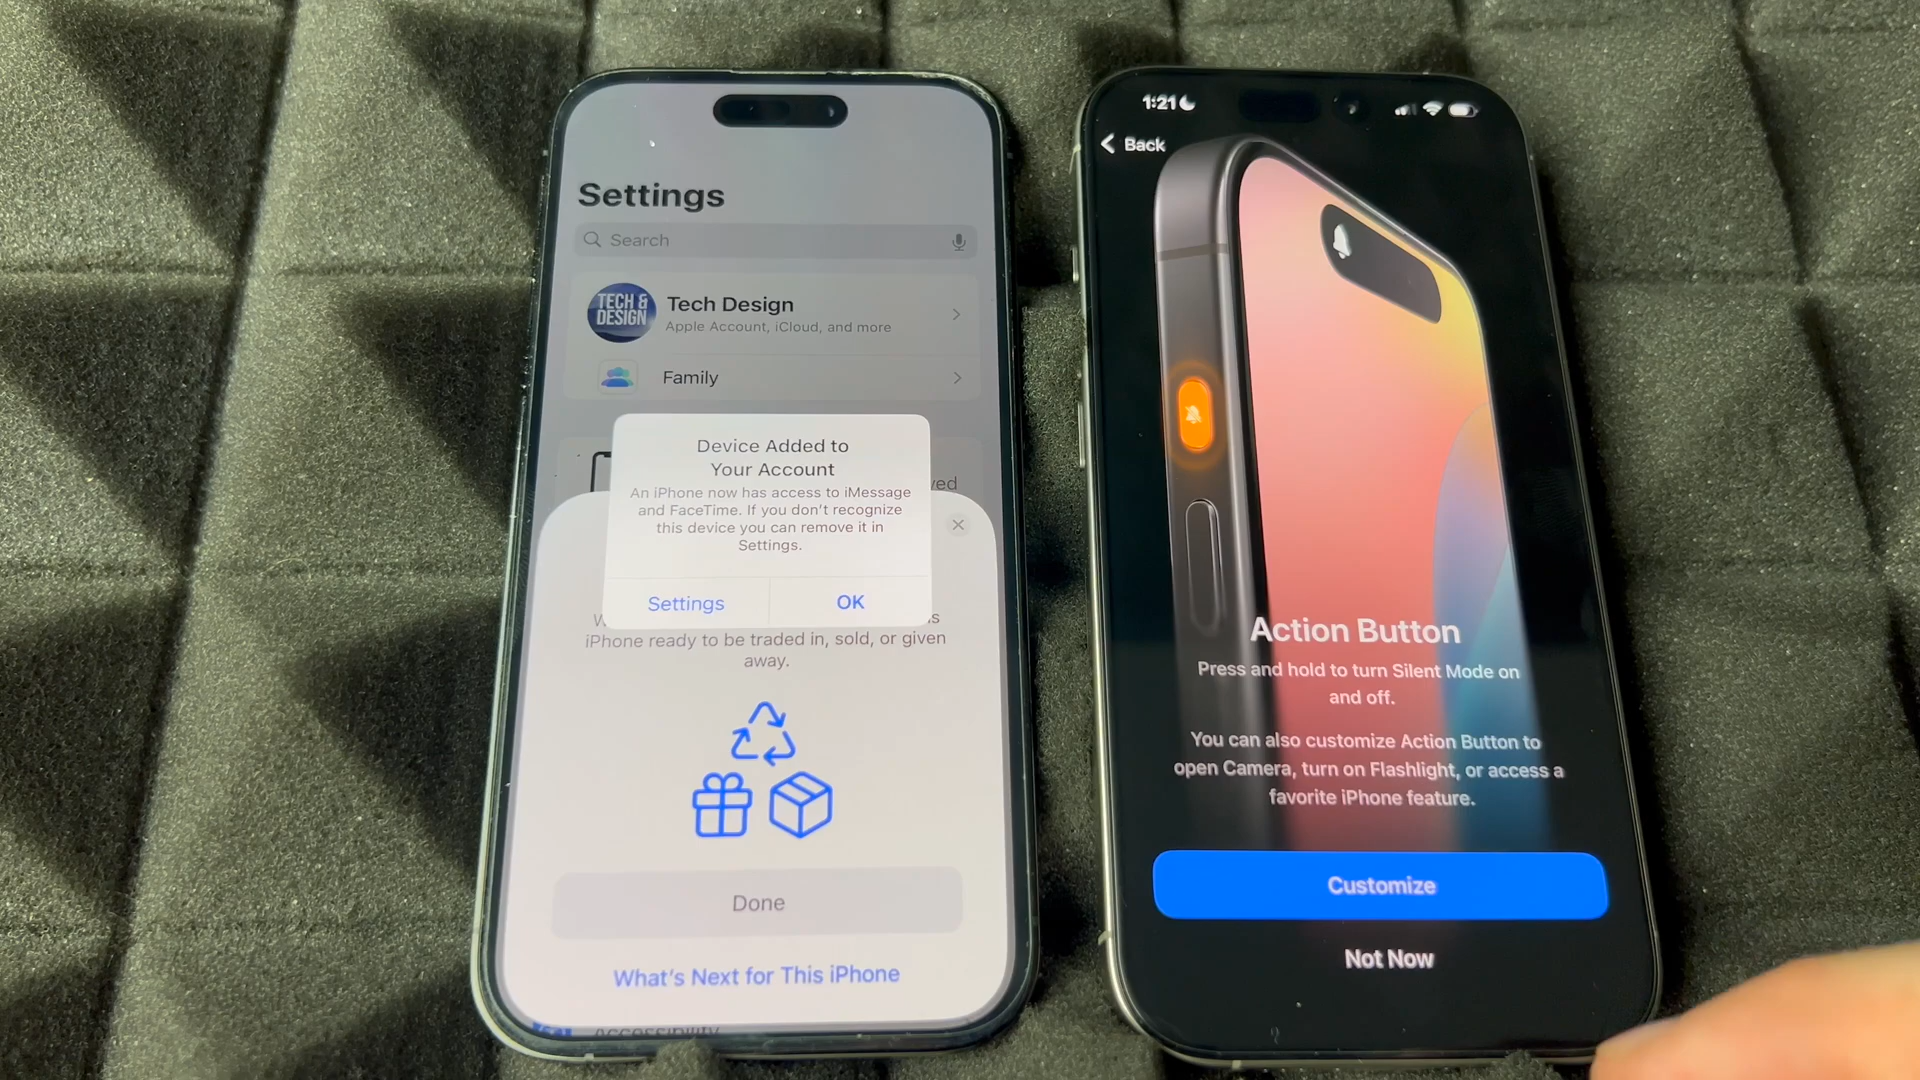 Settings
Search
TECH &
DESIGN
Tech Design
Apple Account, iCloud, and more
Family
Device Added to
Your Account
An iPhone now has access to iMessage
and FaceTime. If you don't recognize
this device you can remove it in
Settings.
Settings
OK
iPhone ready to be traded in, sold, or given
away.
Done
What's Next for This iPhone
Accessibility
1:21
Back
Action Button
Press and hold to turn Silent Mode on
and off.
You can also customize Action Button to
open Camera, turn on Flashlight, or access a
favorite iPhone feature.
Customize
Not Now